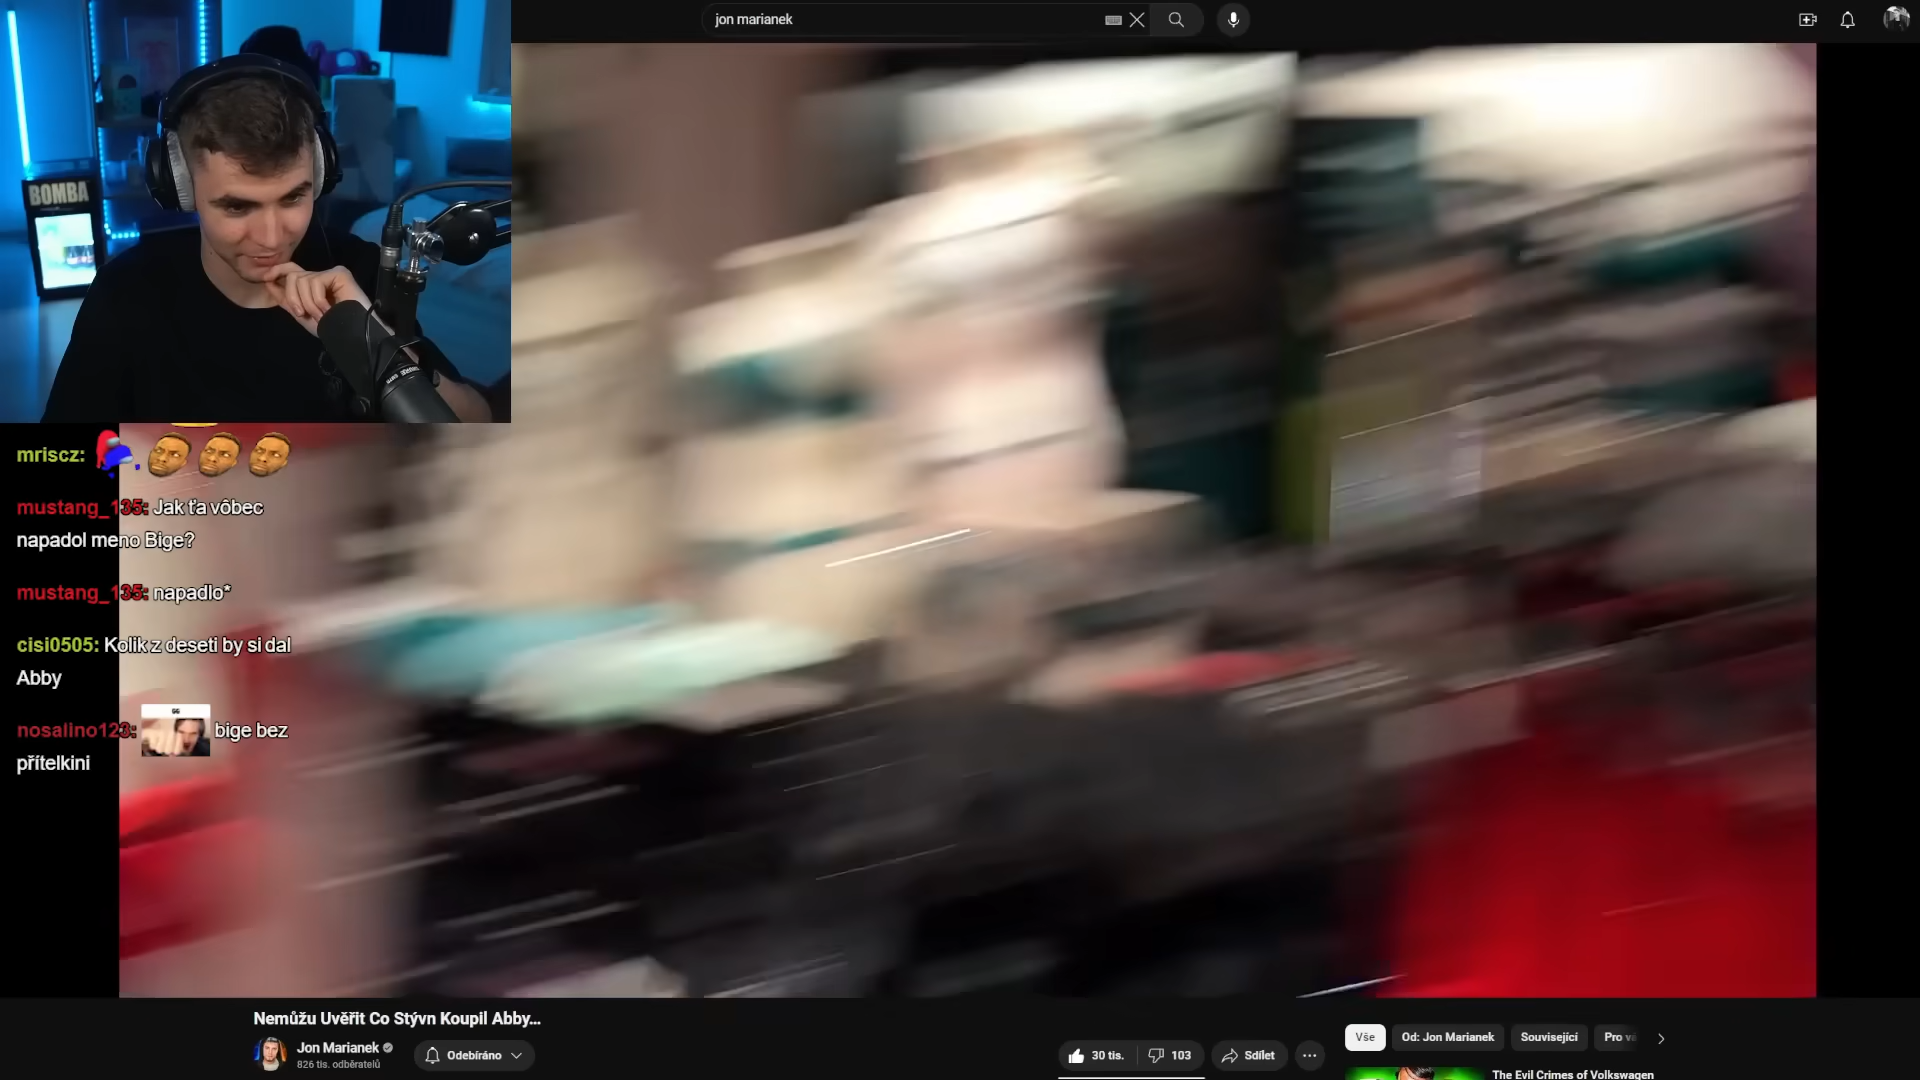 jon marianek
BOMBA
mriscz:
mustang_135: Jak ťa vôbec
napadol meno Bige?
mustang_135: napadlo*
cisi0505: Kolik z deseti by si dal
Abby
nosalino123: bige bez
přítelkini
Nemůžu Uvěřit Co Stývn Koupil Abby...
Jon Marianek
826 tis. odběratelů
Odebíráno
30 tis.
103
Sdílet
Vše
Od: Jon Marianek
Související
Pro
The Evil Crimes of Volkswagen